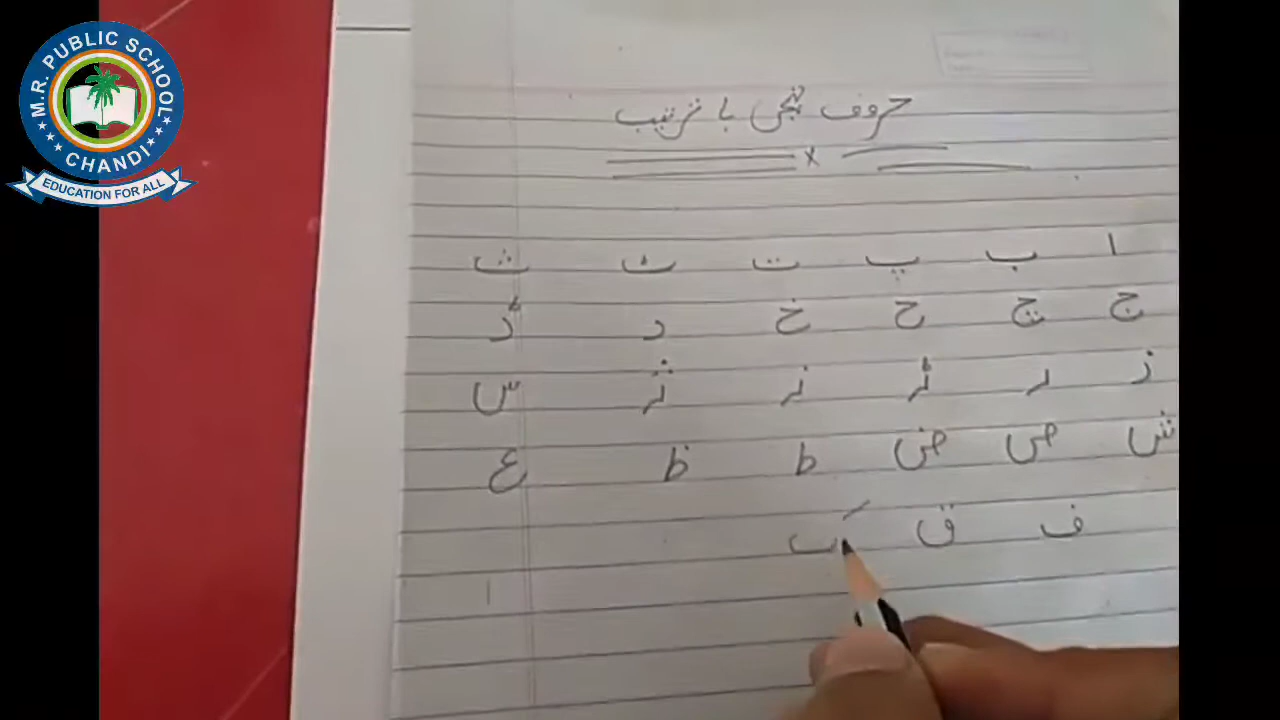 M.R. PUBLIC SCHOOL
CHANDI
EDUCATION FOR ALL
حروف تہجی با ترتیب
ا ب پ ت ٹ ث
ج چ ح خ د ڈ
ذ ر ڑ ز ژ س
ش ص ض ط ظ ع
ف ق